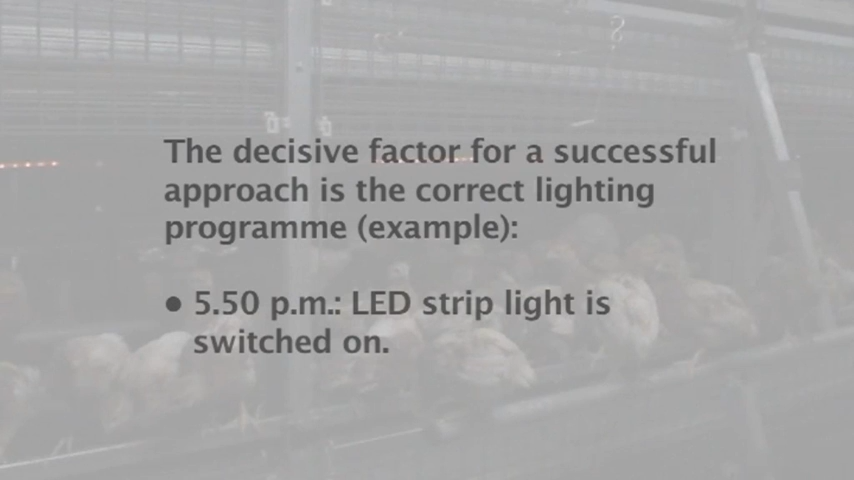 The decisive factor for a successful
approach is the correct lighting
programme (example):
● 5.50 p.m.: LED strip light is
switched on.